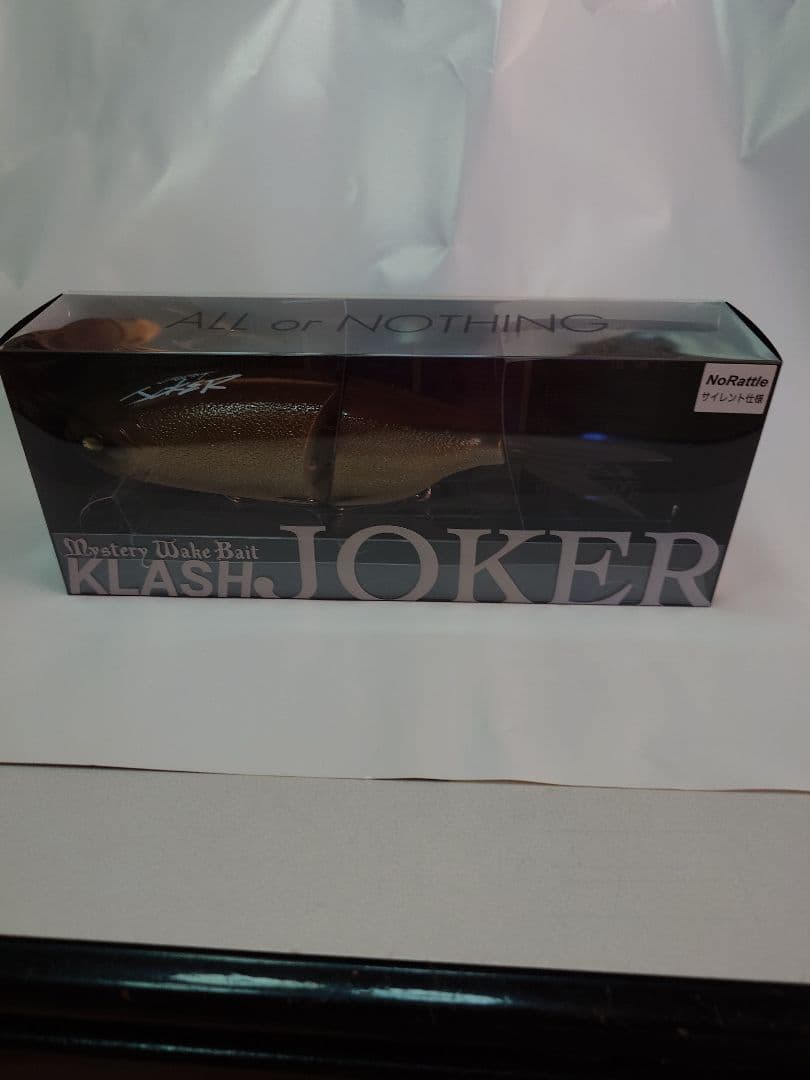 ALL or NOTHING
NoRattle
サイレント仕様
Mystery Wake Bait
KLASH JOKER